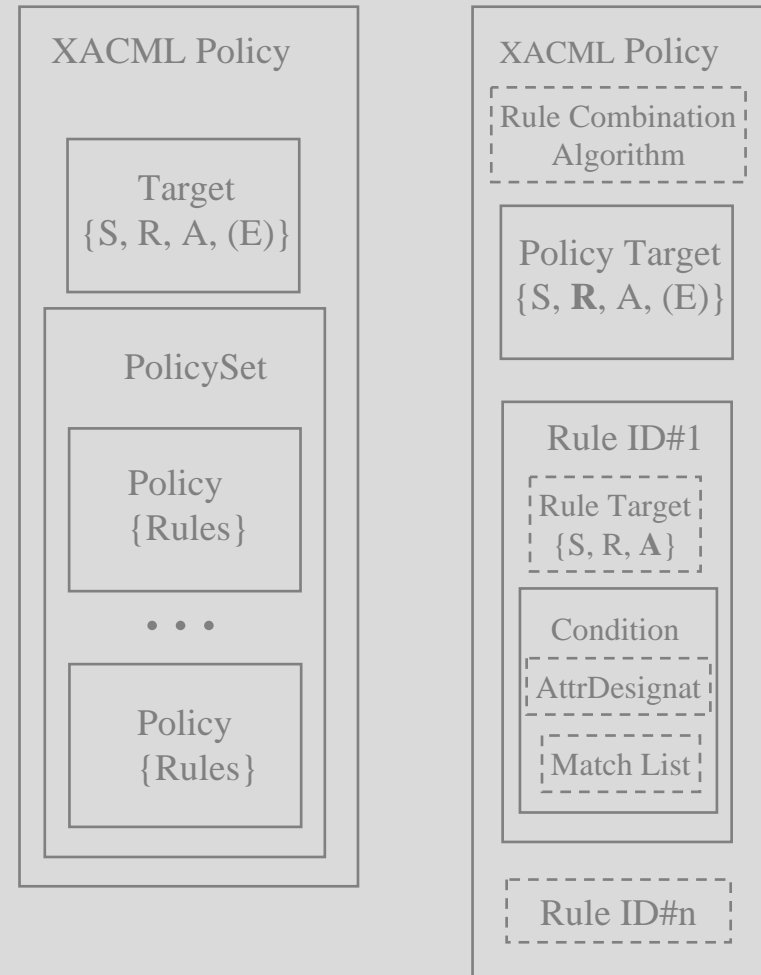 XACML Policy
Target
{S, R, A, (E)}
PolicySet
Policy
{Rules}
• • •
Policy
{Rules}
XACML Policy
Rule Combination
Algorithm
Policy Target
{S, R, A, (E)}
Rule ID#1
Rule Target
{S, R, A}
Condition
AttrDesignat
Match List
Rule ID#n